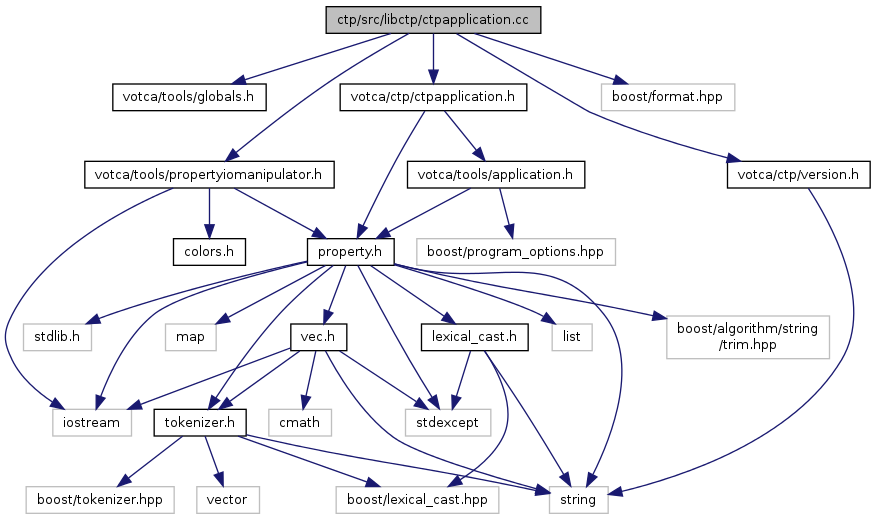 ctp/src/libctp/ctpapplication.cc
votca/tools/globals.h
votca/ctp/ctpapplication.h
boost/format.hpp
votca/tools/propertyiomanipulator.h
votca/tools/application.h
votca/ctp/version.h
colors.h
property.h
boost/program_options.hpp
stdlib.h
map
vec.h
lexical_cast.h
list
boost/algorithm/string
/trim.hpp
iostream
tokenizer.h
cmath
stdexcept
boost/tokenizer.hpp
vector
boost/lexical_cast.hpp
string